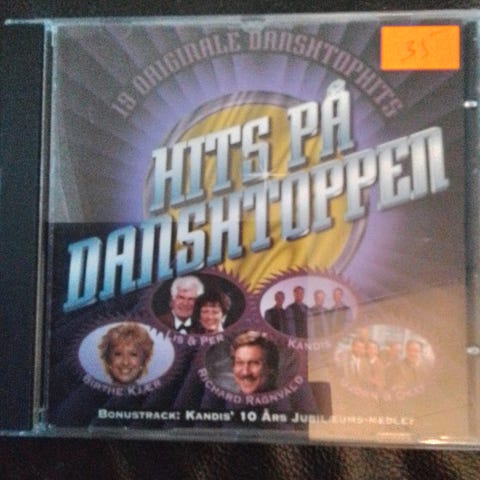 35
19 ORIGINALE DANSKTOPHITS
HITS PÅ
DANSKTOPPEN
LIS & PER
KANDIS
BIRTHE KJÆR
RICHARD RAGNVALD
BONUSTRACK: KANDIS' 10 ÅRS JUBILÆUMS-MEDLEY